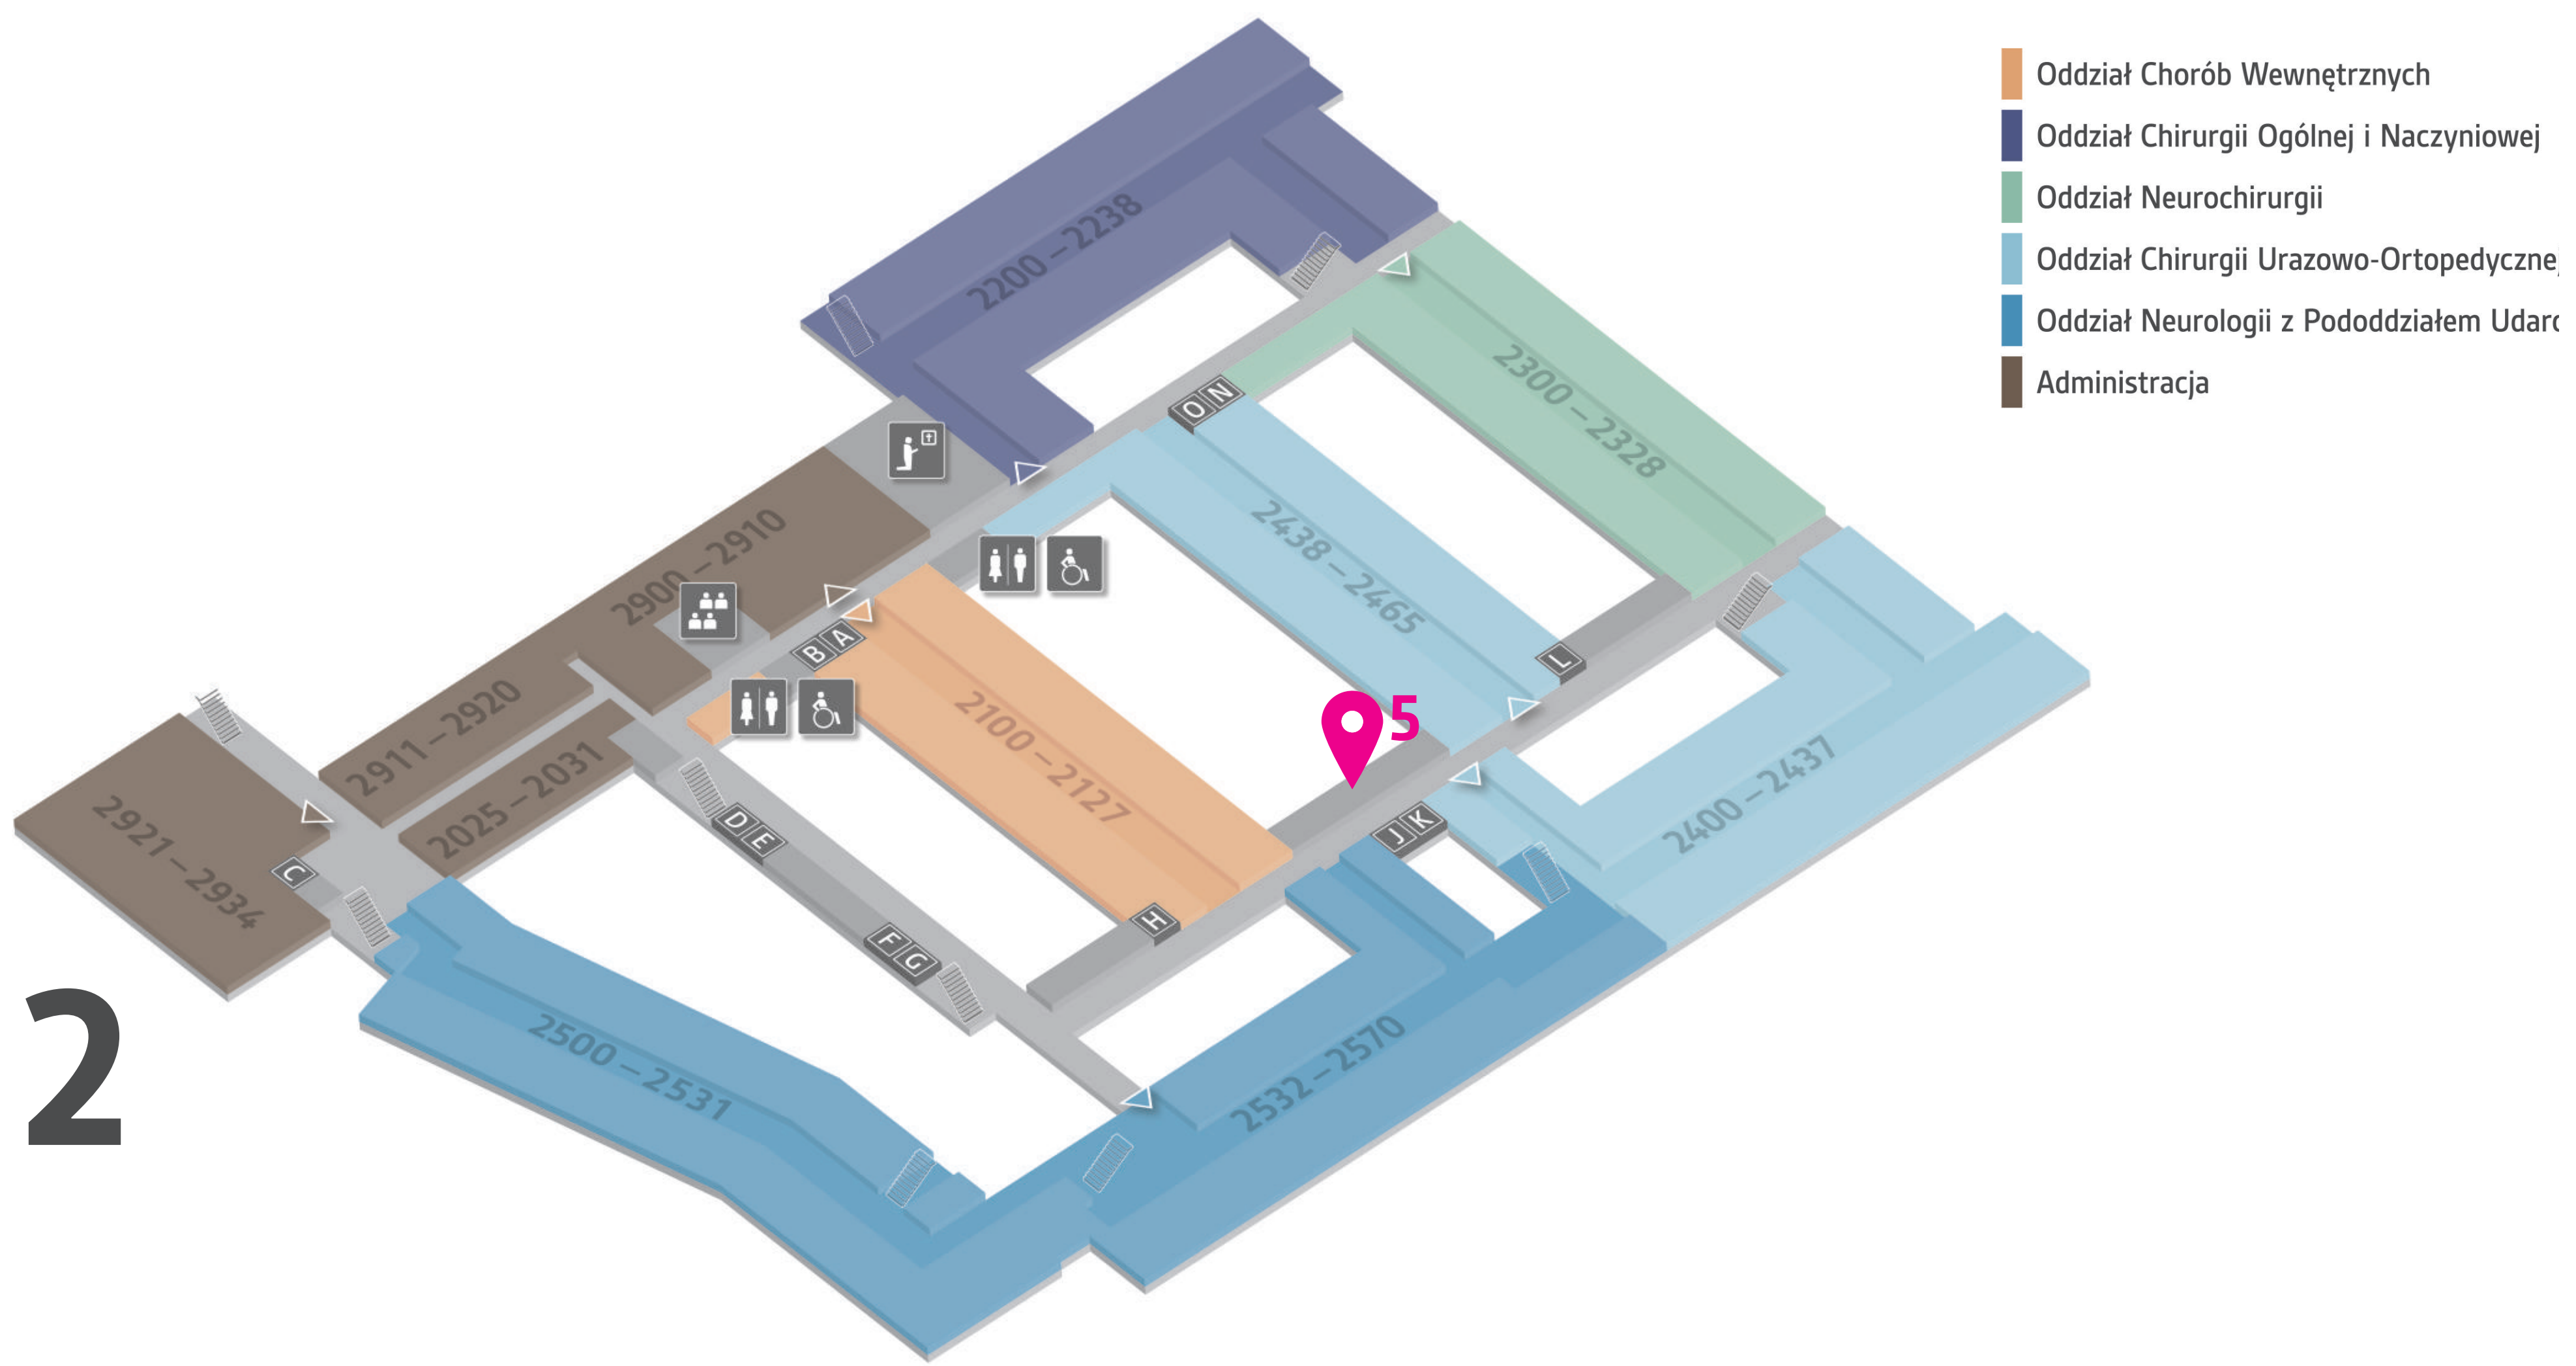 Oddział Chorób Wewnętrznych
Oddział Chirurgii Ogólnej i Naczyniowej
Oddział Neurochirurgii
Oddział Chirurgii Urazowo-Ortopedycznej
Oddział Neurologii z Pododdziałem Udaro
Administracja
2200–2238
2300–2328
O N
2438–2465
2900–2910
B A
L
5
2100–2127
2911–2920
2025–2031
2400–2437
J K
D E
2921–2934
C
H
F G
2
2500–2531
2532–2570